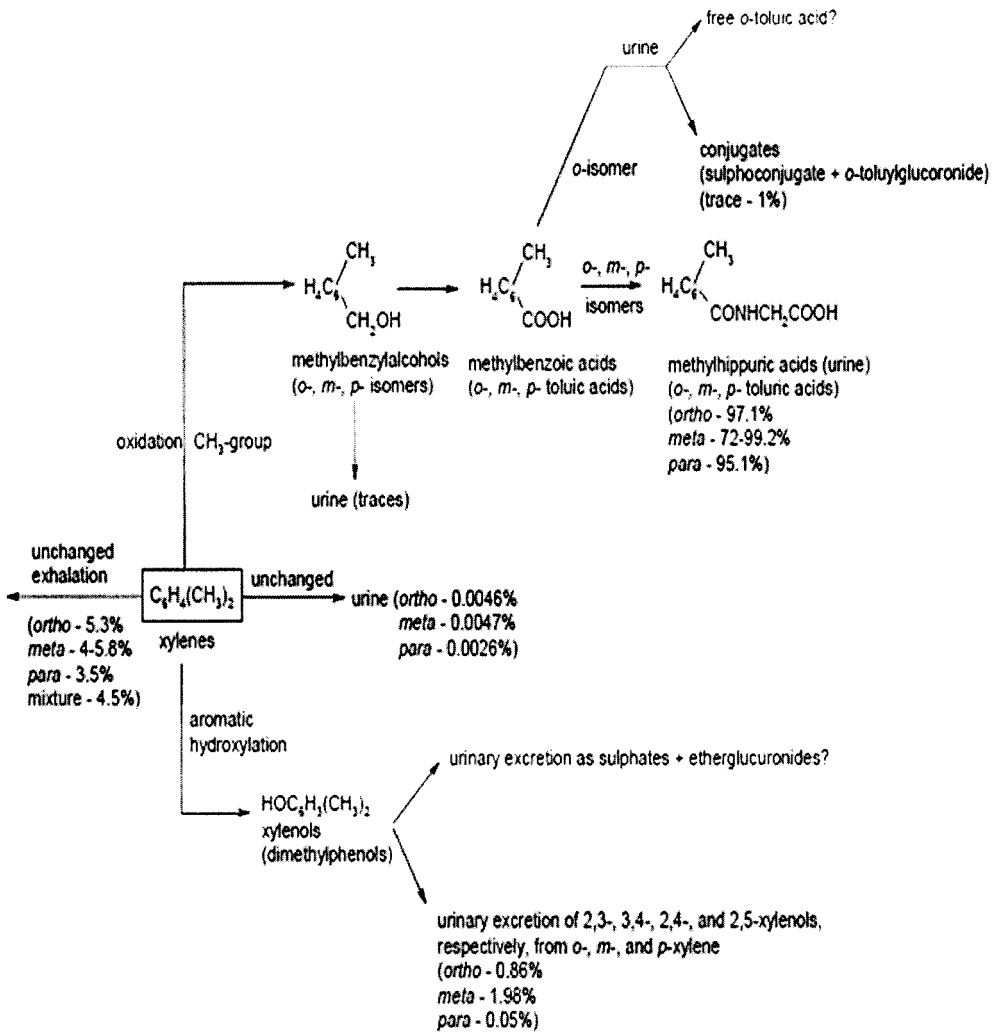 free o-toluic acid?
urine
conjugates
(sulphoconjugate + o-toluylglucoronide)
(trace - 1%)
o-isomer
CH₃
H₄C₆
CH₂OH
methylbenzylalcohols
(o-, m-, p- isomers)
CH₃
H₄C₆
COOH
methylbenzoic acids
(o-, m-, p- toluic acids)
o-, m-, p-
isomers
CH₃
H₄C₆
CONHCH₂COOH
methylhippuric acids (urine)
(o-, m-, p- toluric acids)
(ortho - 97.1%
meta - 72-99.2%
para - 95.1%)
oxidation CH₃-group
urine (traces)
unchanged
exhalation
(ortho - 5.3%
meta - 4-5.8%
para - 3.5%
mixture - 4.5%)
C₆H₄(CH₃)₂
xylenes
unchanged
urine (ortho - 0.0046%
meta - 0.0047%
para - 0.0026%)
aromatic
hydroxylation
HOC₆H₃(CH₃)₂
xylenols
(dimethylphenols)
urinary excretion as sulphates + etherglucuronides?
urinary excretion of 2,3-, 3,4-, 2,4-, and 2,5-xylenols,
respectively, from o-, m-, and p-xylene
(ortho - 0.86%
meta - 1.98%
para - 0.05%)